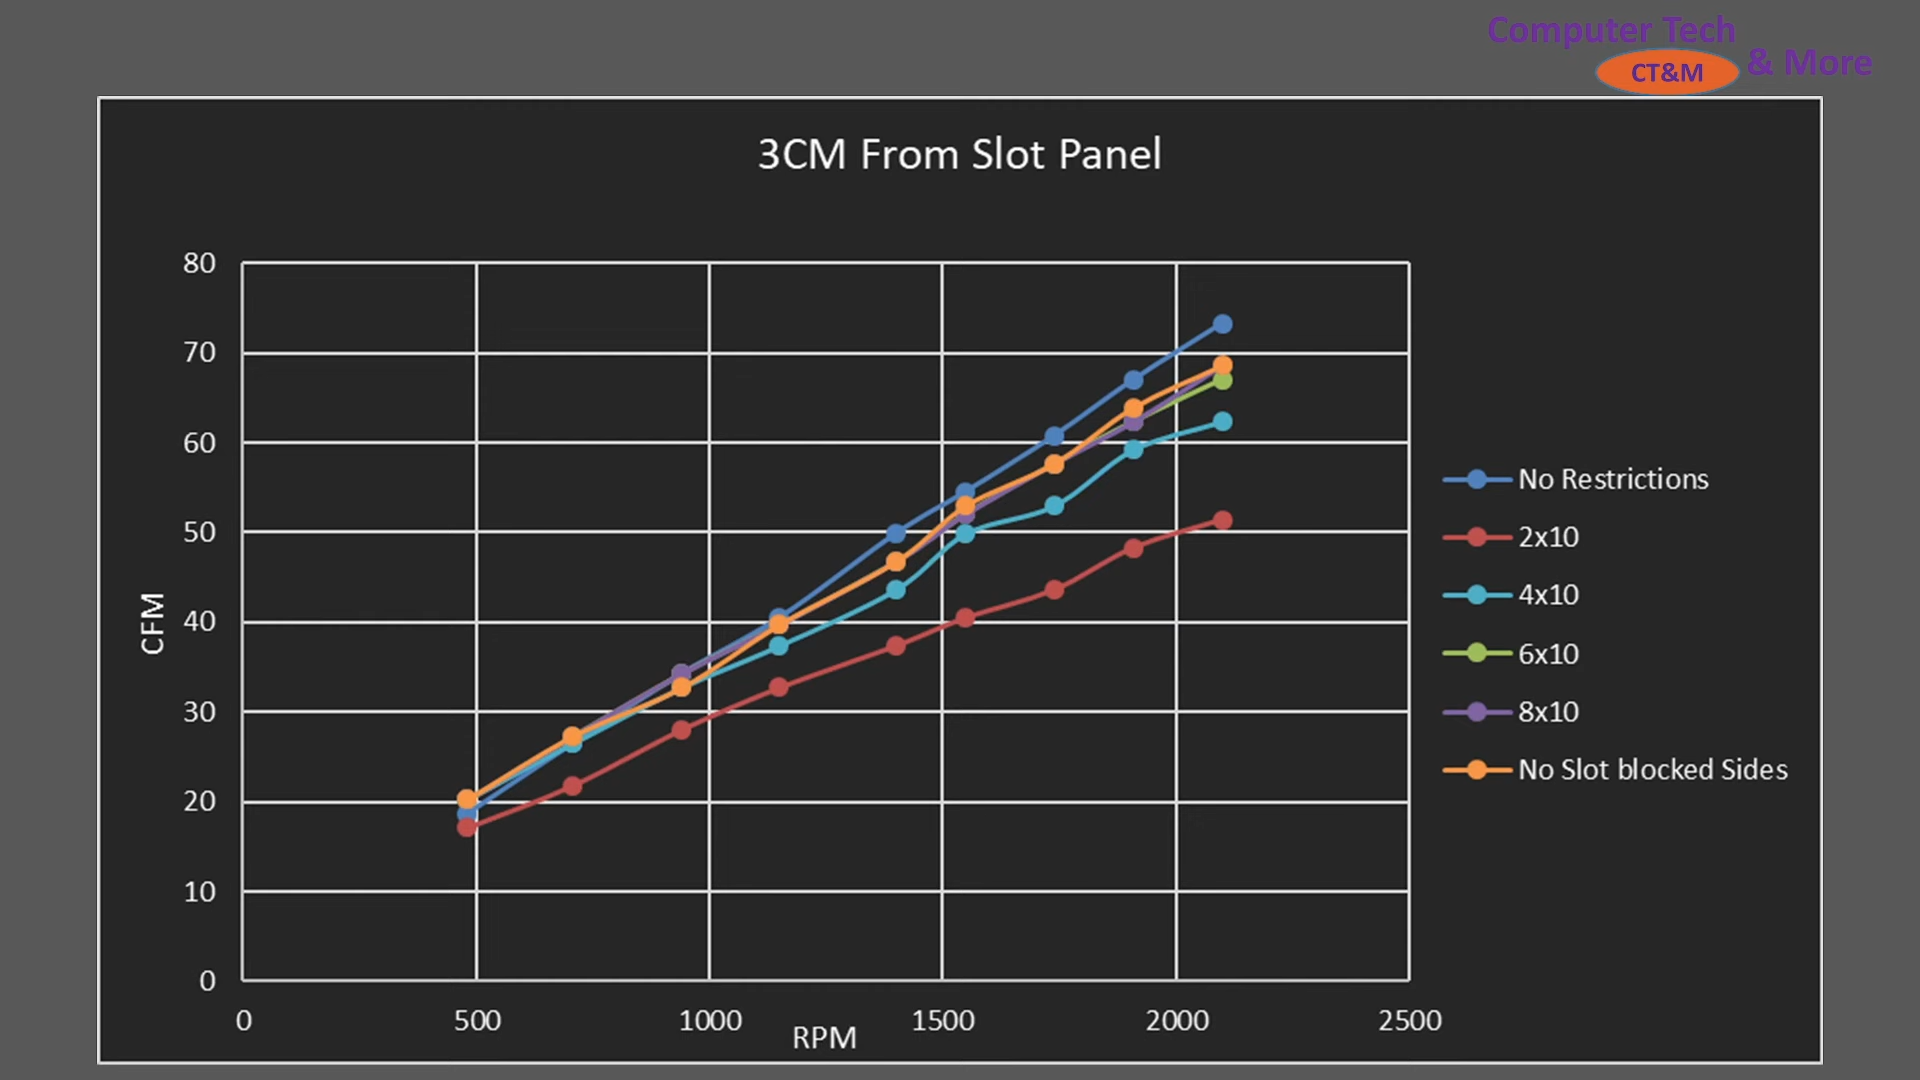 Computer Tech
CT&M
& More
3CM From Slot Panel
80
70
60
50
40
30
20
10
0
CFM
0
500
1000
1500
2000
2500
RPM
No Restrictions
2x10
4x10
6x10
8x10
No Slot blocked Sides